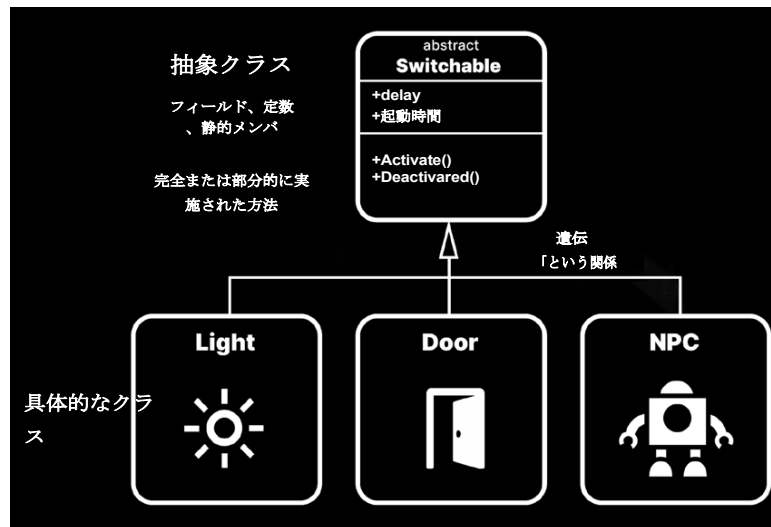 抽象クラス
フィールド、定数
、静的メンバ
完全または部分的に実
施された方法
abstract
Switchable
+delay
+起動時間
+Activate()
+Deactivared()
遺伝
「という関係
具体的なクラ
ス
Light
Door
NPC